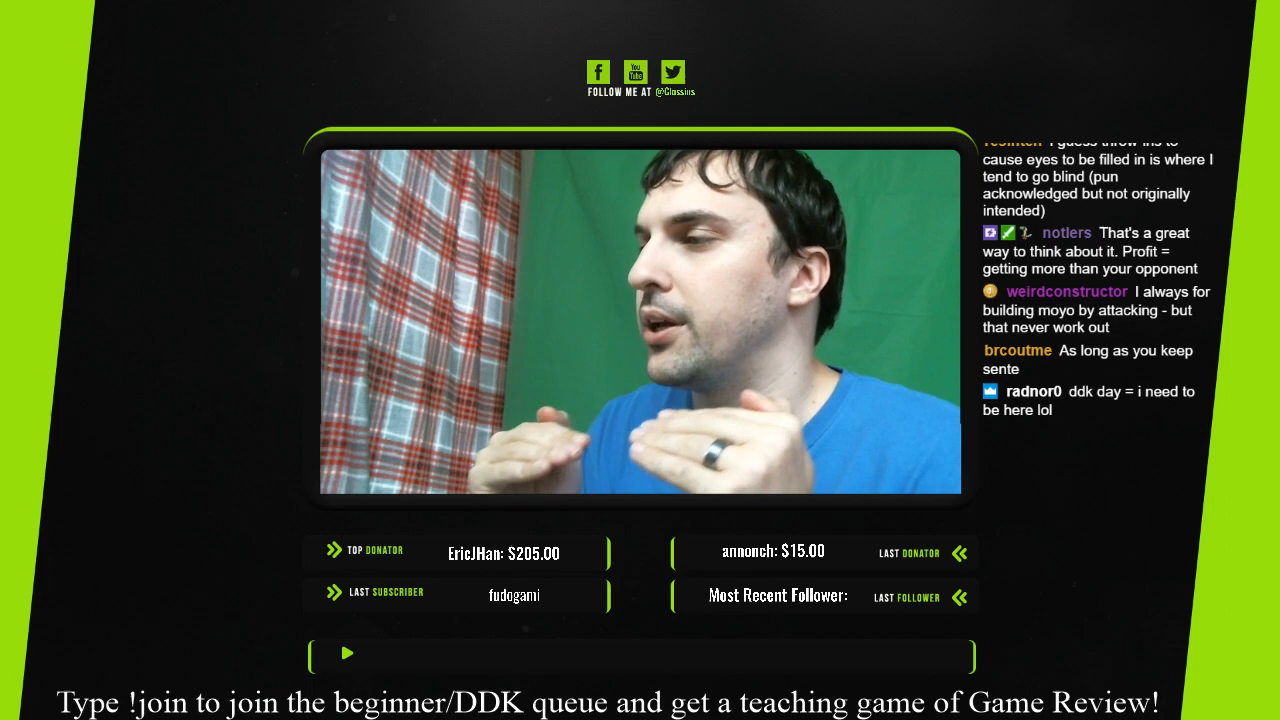 FOLLOW ME AT @Classins
I guess throw-ins to
cause eyes to be filled in is where I
tend to go blind (pun
acknowledged but not originally
intended)
notlers That's a great
way to think about it. Profit =
getting more than your opponent
weirdconstructor I always for
building moyo by attacking - but
that never work out
brcoutme As long as you keep
sente
radnor0 ddk day = i need to
be here lol
TOP DONATOR EricJHan: $205.00
annonch: $15.00 LAST DONATOR
LAST SUBSCRIBER fudogami
Most Recent Follower: LAST FOLLOWER
Type !join to join the beginner/DDK queue and get a teaching game of Game Review!